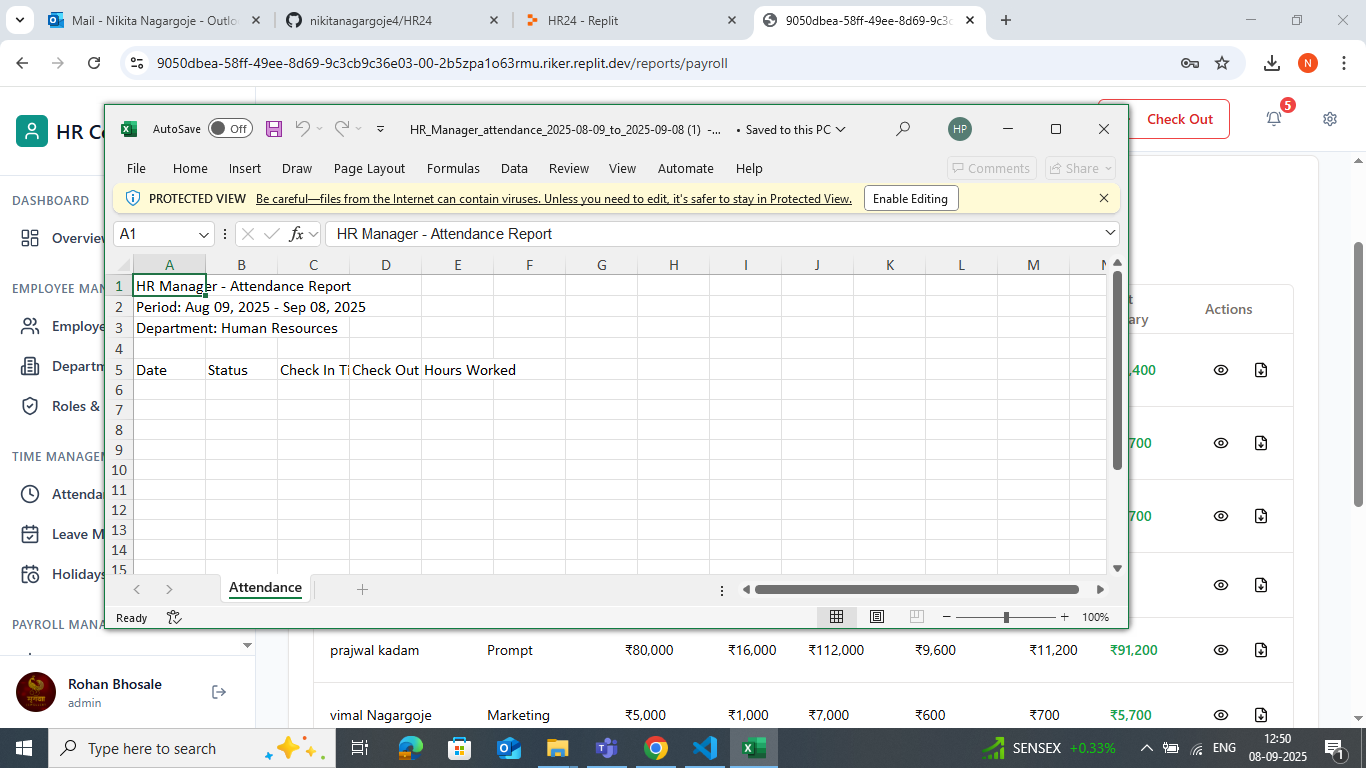 Mail - Nikita Nagargoje - Outlo
nikitanagargoje4/HR24
HR24 - Replit
9050dbea-58ff-49ee-8d69-9c3c
9050dbea-58ff-49ee-8d69-9c3cb9c36e03-00-2b5zpa1o63rmu.riker.replit.dev/reports/payroll
N
HR Co
Check Out
5
AutoSave Off
HR_Manager_attendance_2025-08-09_to_2025-09-08 (1) -... • Saved to this PC
HP
File Home Insert Draw Page Layout Formulas Data Review View Automate Help
Comments Share
PROTECTED VIEW Be careful—files from the Internet can contain viruses. Unless you need to edit, it's safer to stay in Protected View. Enable Editing
A1 fx HR Manager - Attendance Report
A B C D E F G H I J K L M
1 HR Manager - Attendance Report
2 Period: Aug 09, 2025 - Sep 08, 2025
3 Department: Human Resources
4
5 Date Status Check In Ti Check Out Hours Worked
6
7
8
9
10
11
12
13
14
15
Attendance
Ready
100%
DASHBOARD
Overview
EMPLOYEE MAN
Employe
Departm
Roles &
TIME MANAGEM
Attenda
Leave M
Holidays
PAYROLL MANA
Rohan Bhosale
admin
ary
Actions
,400
700
700
prajwal kadam Prompt ₹80,000 ₹16,000 ₹112,000 ₹9,600 ₹11,200 ₹91,200
vimal Nagargoje Marketing ₹5,000 ₹1,000 ₹7,000 ₹600 ₹700 ₹5,700
Type here to search
SENSEX +0.33%
ENG
12:50
08-09-2025
1